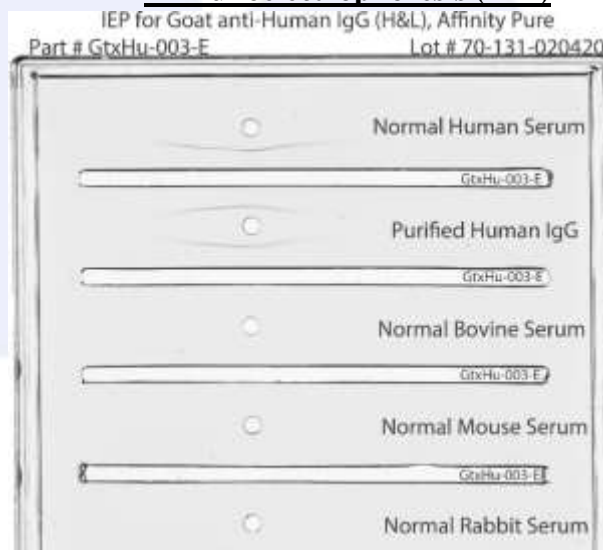 IEP for Goat anti-Human IgG (H&L), Affinity Pure
Part # GtxHu-003-E Lot # 70-131-020420
Normal Human Serum
GtxHu-003-E
Purified Human IgG
GtxHu-003-E
Normal Bovine Serum
GtxHu-003-E
Normal Mouse Serum
GtxHu-003-E
Normal Rabbit Serum